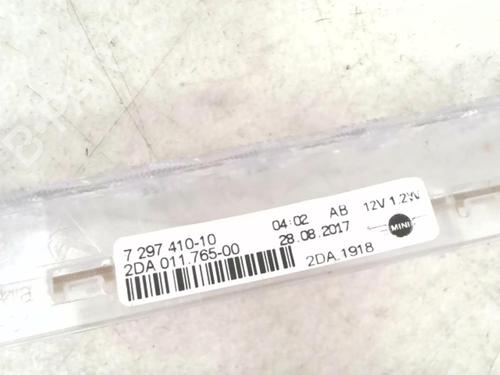 7 297 410-10
2DA 011.765-00
04:02 AB
28.08.2017
12V 1.2W
MINI
2DA.1918